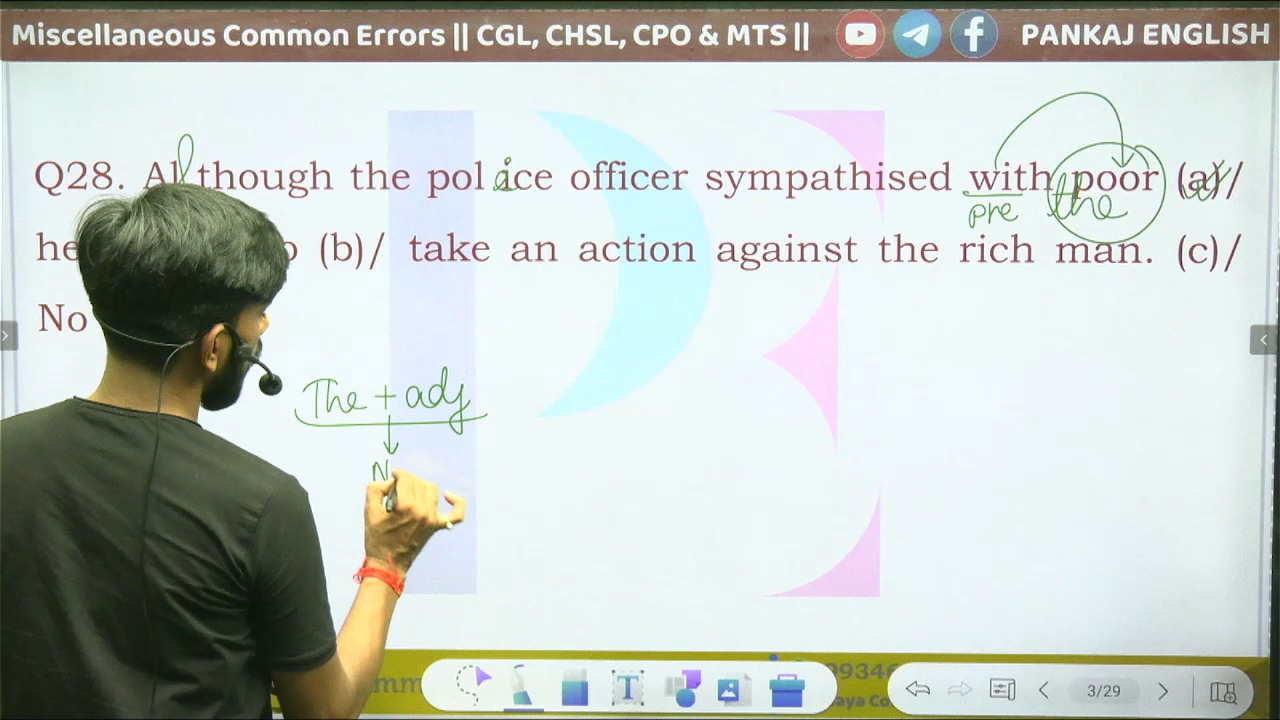 Miscellaneous Common Errors || CGL, CHSL, CPO & MTS || PANKAJ ENGLISH
Q28. Although the police officer sympathised with poor (a)/
the
pre
he (b)/ take an action against the rich man. (c)/
No
The + adj
N
9934
3/29